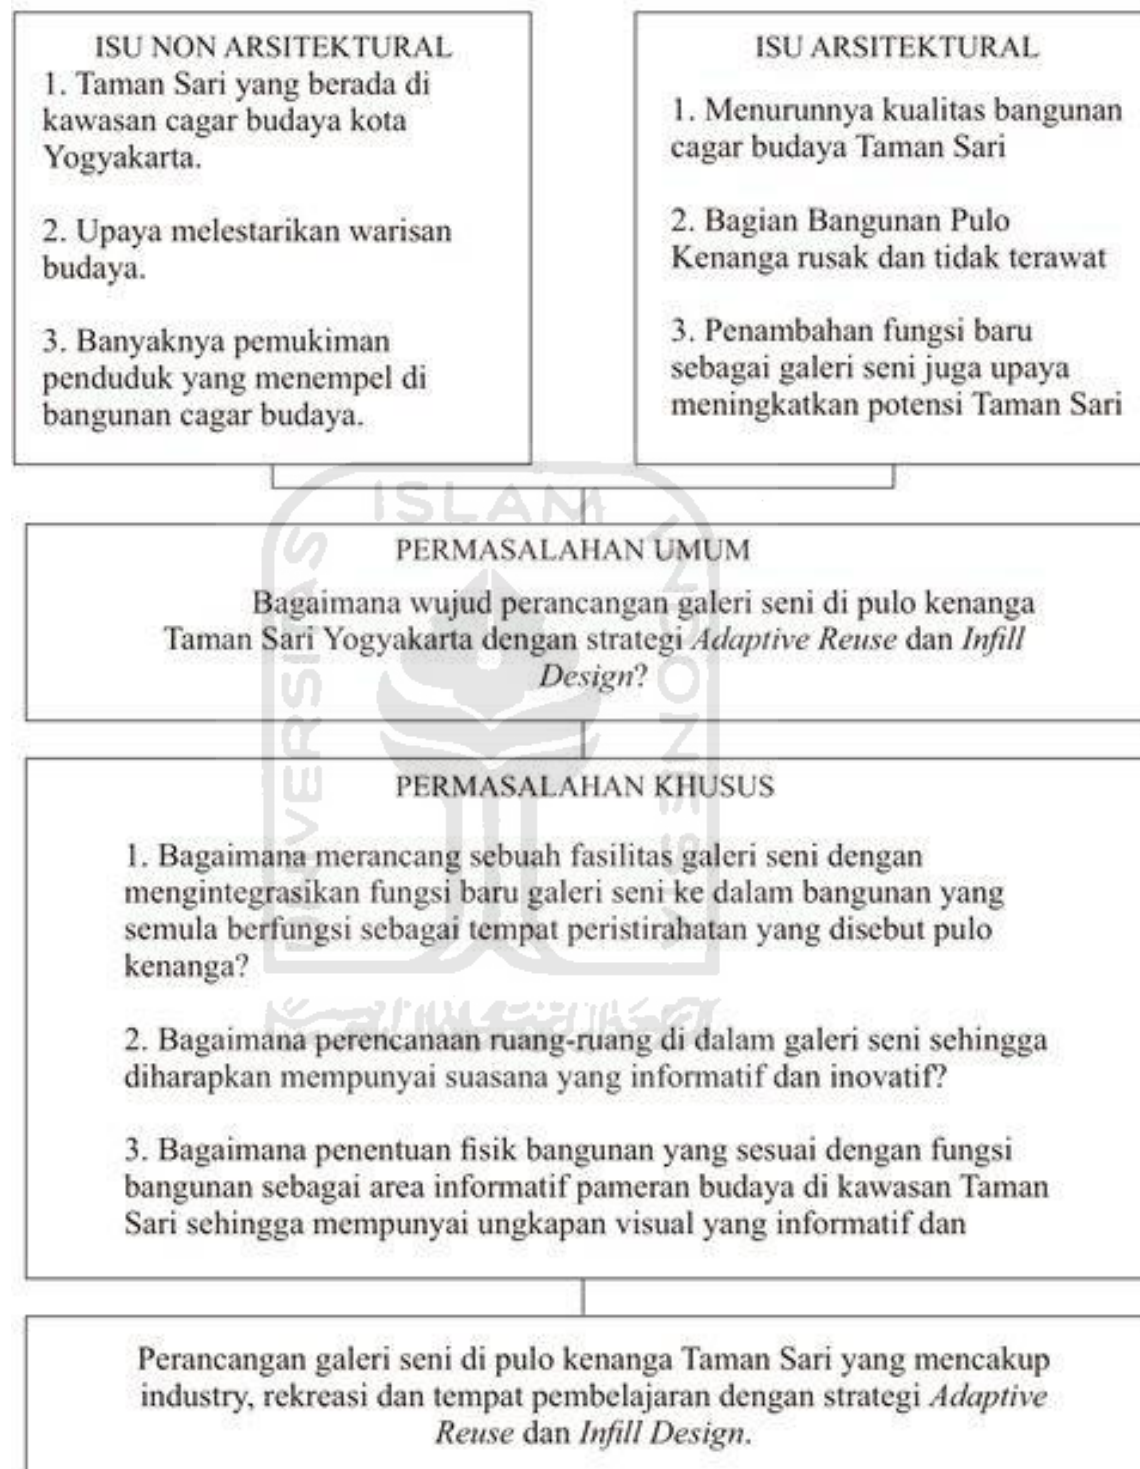 ISU NON ARSITEKTURAL
1. Taman Sari yang berada di
kawasan cagar budaya kota
Yogyakarta.
2. Upaya melestarikan warisan
budaya.
3. Banyaknya pemukiman
penduduk yang menempel di
bangunan cagar budaya.
ISU ARSITEKTURAL
1. Menurunnya kualitas bangunan
cagar budaya Taman Sari
2. Bagian Bangunan Pulo
Kenanga rusak dan tidak terawat
3. Penambahan fungsi baru
sebagai galeri seni juga upaya
meningkatkan potensi Taman Sari
PERMASALAHAN UMUM
Bagaimana wujud perancangan galeri seni di pulo kenanga
Taman Sari Yogyakarta dengan strategi Adaptive Reuse dan Infill
Design?
PERMASALAHAN KHUSUS
1. Bagaimana merancang sebuah fasilitas galeri seni dengan
mengintegrasikan fungsi baru galeri seni ke dalam bangunan yang
semula berfungsi sebagai tempat peristirahatan yang disebut pulo
kenanga?
2. Bagaimana perencanaan ruang-ruang di dalam galeri seni sehingga
diharapkan mempunyai suasana yang informatif dan inovatif?
3. Bagaimana penentuan fisik bangunan yang sesuai dengan fungsi
bangunan sebagai area informatif pameran budaya di kawasan Taman
Sari sehingga mempunyai ungkapan visual yang informatif dan
Perancangan galeri seni di pulo kenanga Taman Sari yang mencakup
industry, rekreasi dan tempat pembelajaran dengan strategi Adaptive
Reuse dan Infill Design.
UNIVERSITAS
ISLAM
INDONESIA